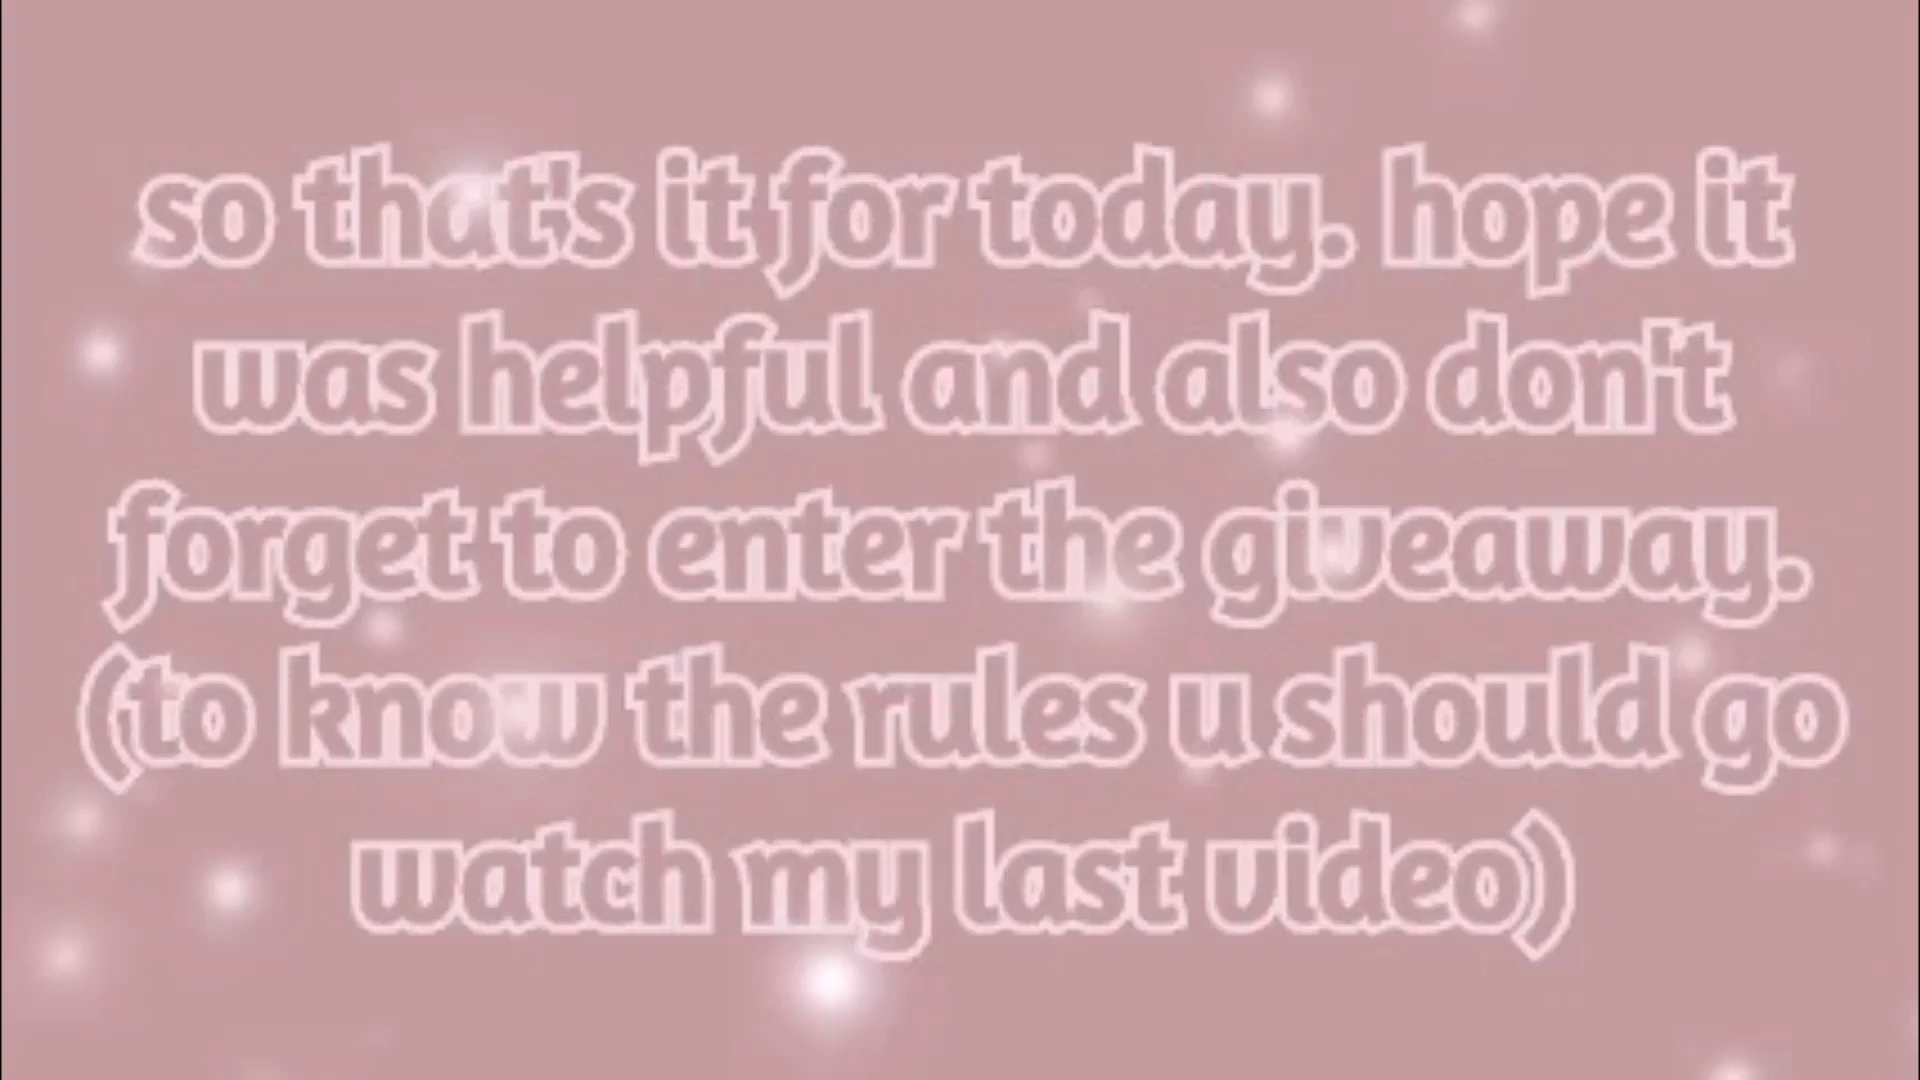 so that's it for today. hope it
was helpful and also don't
forget to enter the giveaway.
(to know the rules u should go
watch my last video)